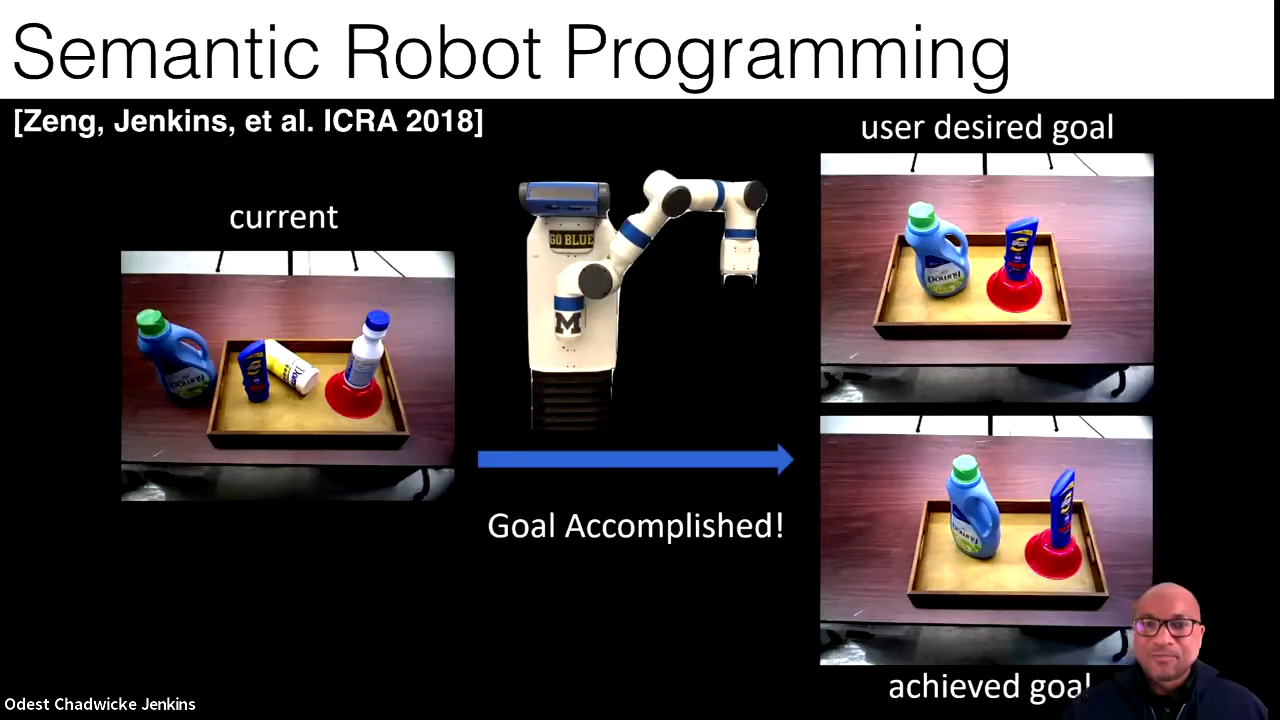 Semantic Robot Programming
[Zeng, Jenkins, et al. ICRA 2018]
user desired goal
current
GO BLUE
M
Downy
Goal Accomplished!
achieved goal
Odest Chadwicke Jenkins